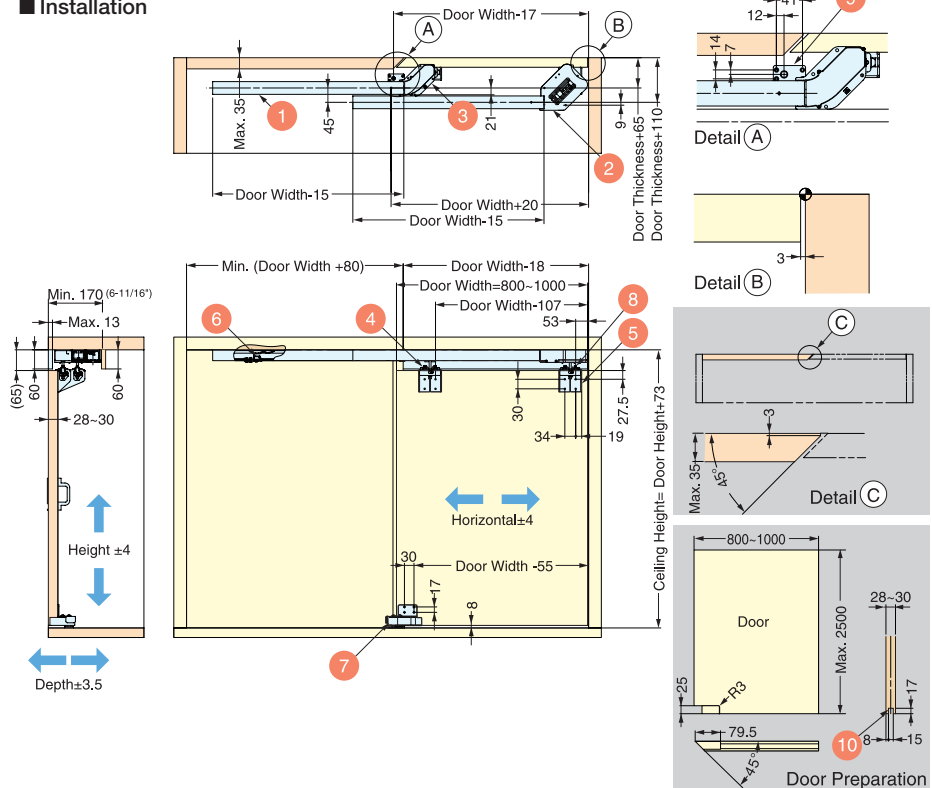 ■ Installation
Door Width-17
A
B
Max. 35
1
45
3
21
9
2
Door Thickness+65
Door Thickness+110
Door Width-15
Door Width+20
Door Width-15
41
9
12
14
7
Detail A
3
Detail B
Min. 170 (6-11/16")
Max. 13
(65)
60
60
28~30
Height ±4
Depth±3.5
Min. (Door Width +80)
Door Width-18
Door Width=800~1000
Door Width-107
53
6
4
8
5
30
27.5
34
19
Horizontal±4
Ceiling Height= Door Height+73
30
Door Width -55
17
8
7
C
3
Max. 35
45°
Detail C
800~1000
28~30
Door
Max. 2500
25
R3
17
79.5
10
8
15
45°
Door Preparation